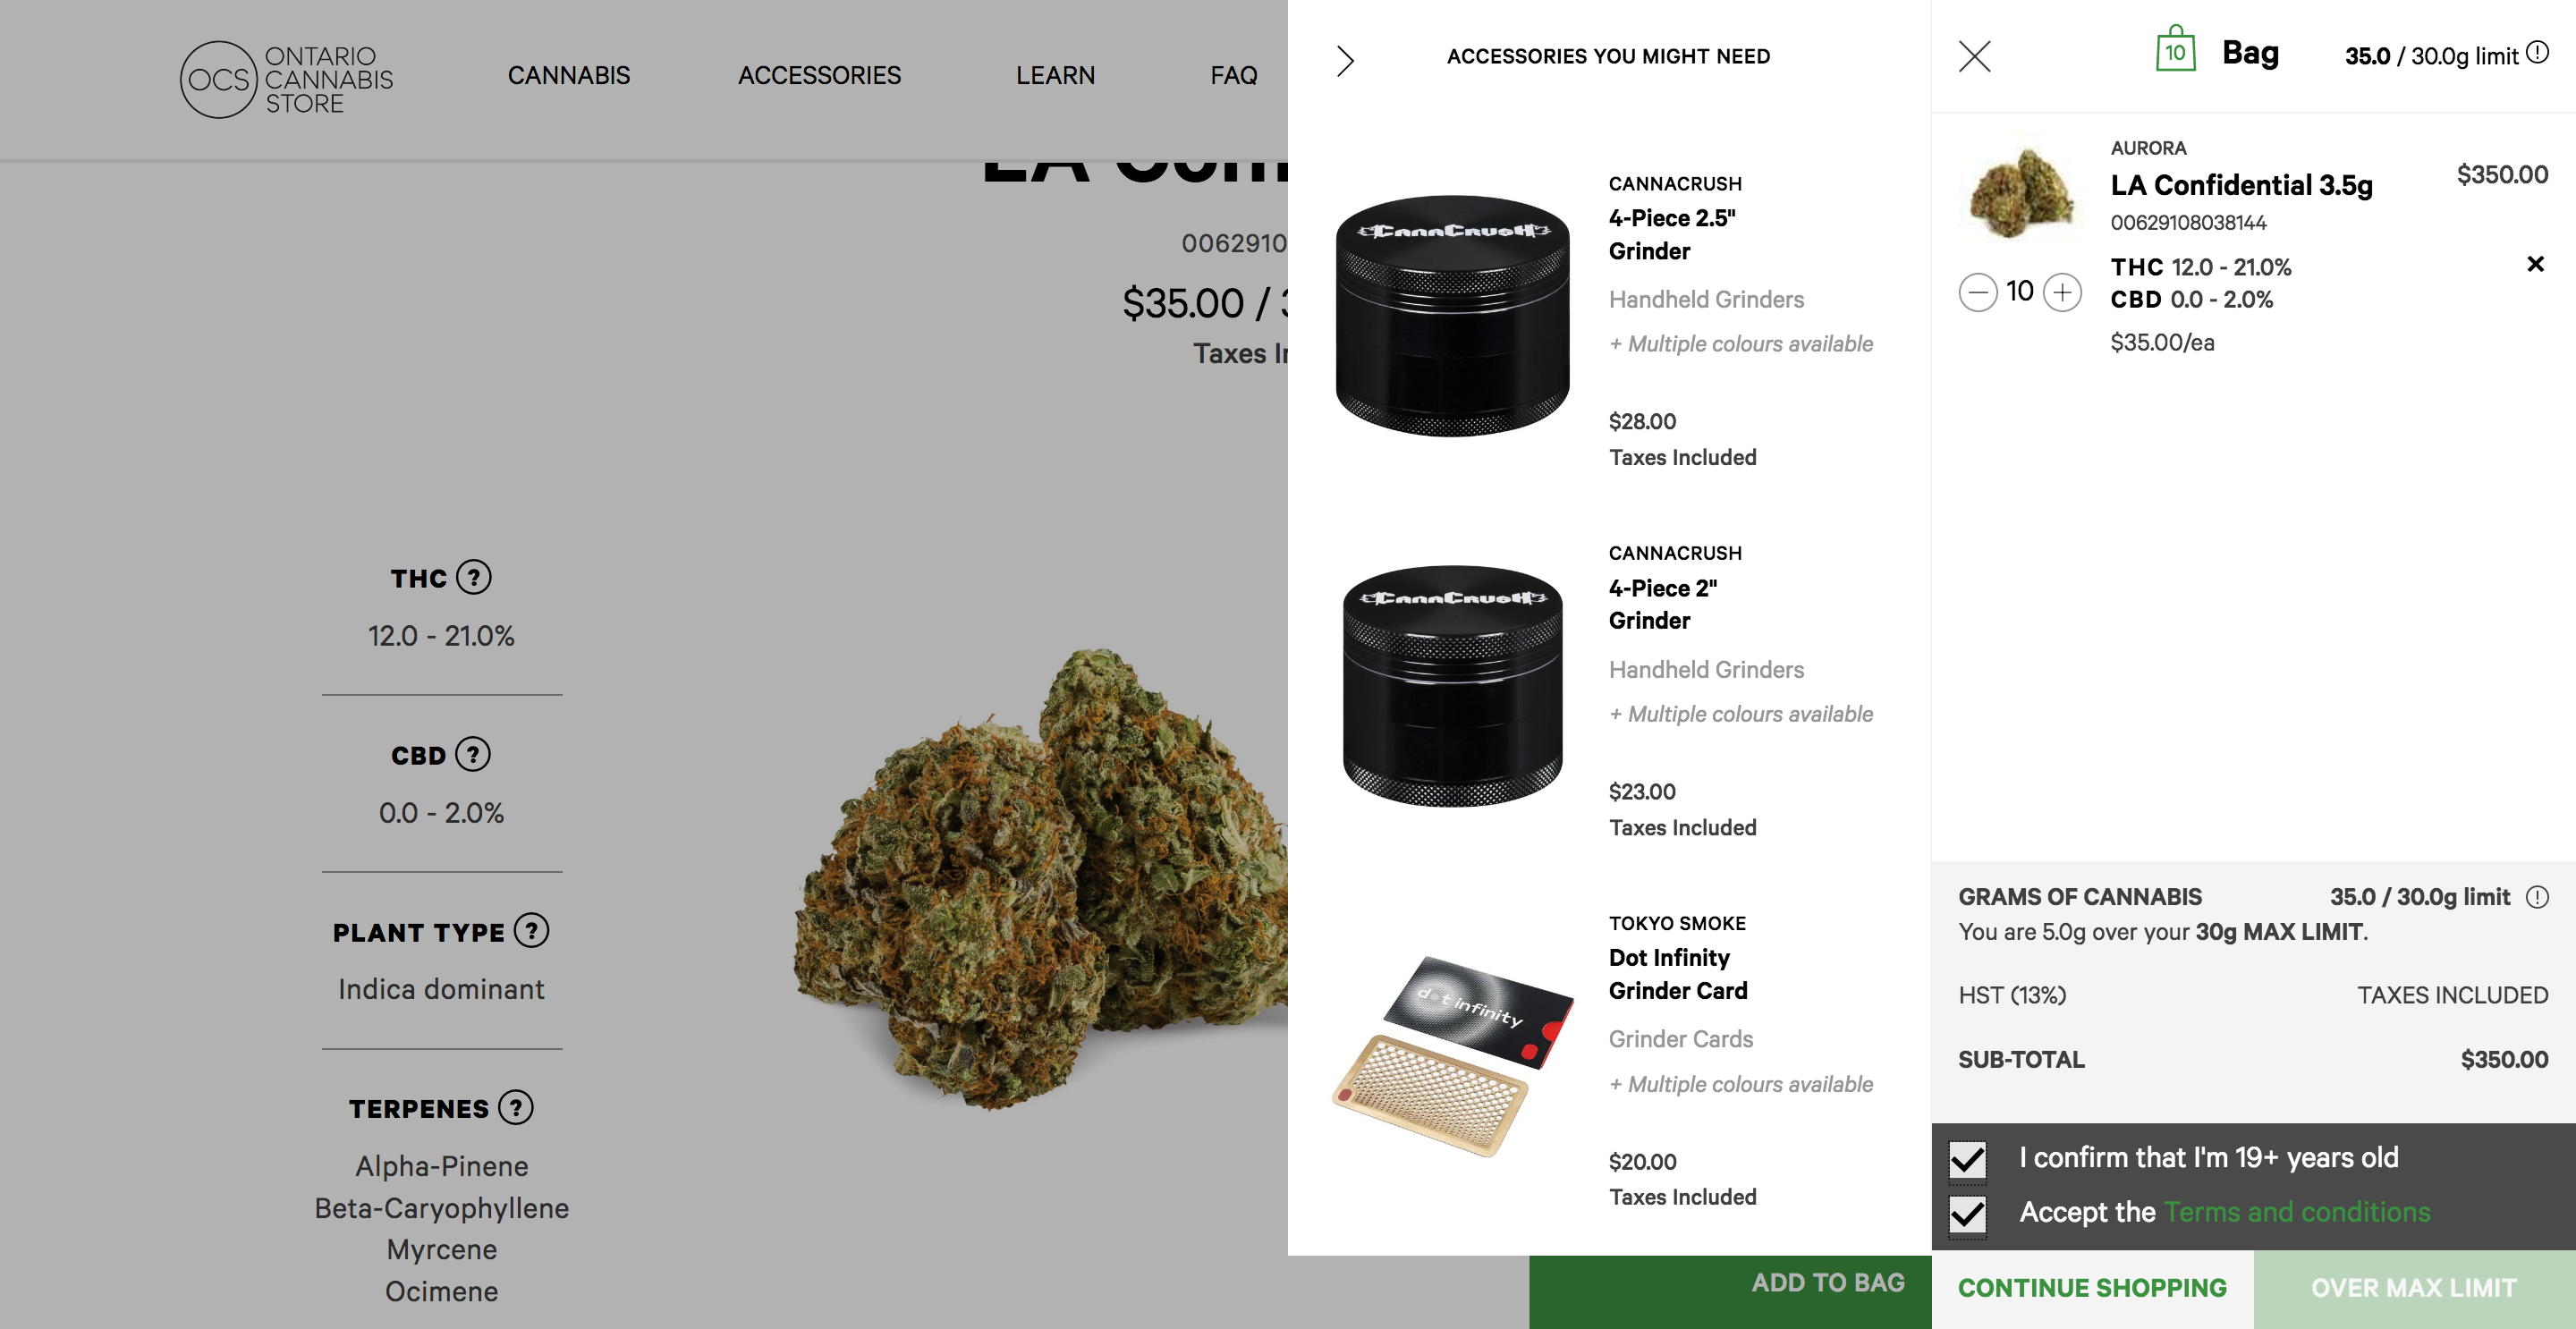 OCS
ONTARIO
CANNABIS
STORE
CANNABIS
ACCESSORIES
LEARN
FAQ
LA
0062910
$35.00 /
Taxes
THC ?
12.0 - 21.0%
CBD ?
0.0 - 2.0%
PLANT TYPE ?
Indica dominant
TERPENES ?
Alpha-Pinene
Beta-Caryophyllene
Myrcene
Ocimene
ADD TO BAG
ACCESSORIES YOU MIGHT NEED
CANNACRUSH
CANNACRUSH
4-Piece 2.5"
Grinder
Handheld Grinders
+ Multiple colours available
$28.00
Taxes Included
CANNACRUSH
CANNACRUSH
4-Piece 2"
Grinder
Handheld Grinders
+ Multiple colours available
$23.00
Taxes Included
dot infinity
TOKYO SMOKE
Dot Infinity
Grinder Card
Grinder Cards
+ Multiple colours available
$20.00
Taxes Included
10 Bag 35.0 / 30.0g limit
AURORA
LA Confidential 3.5g
$350.00
00629108038144
THC 12.0 - 21.0%
CBD 0.0 - 2.0%
10
$35.00/ea
GRAMS OF CANNABIS 35.0 / 30.0g limit
You are 5.0g over your 30g MAX LIMIT.
HST (13%) TAXES INCLUDED
SUB-TOTAL $350.00
I confirm that I'm 19+ years old
Accept the Terms and conditions
CONTINUE SHOPPING
OVER MAX LIMIT